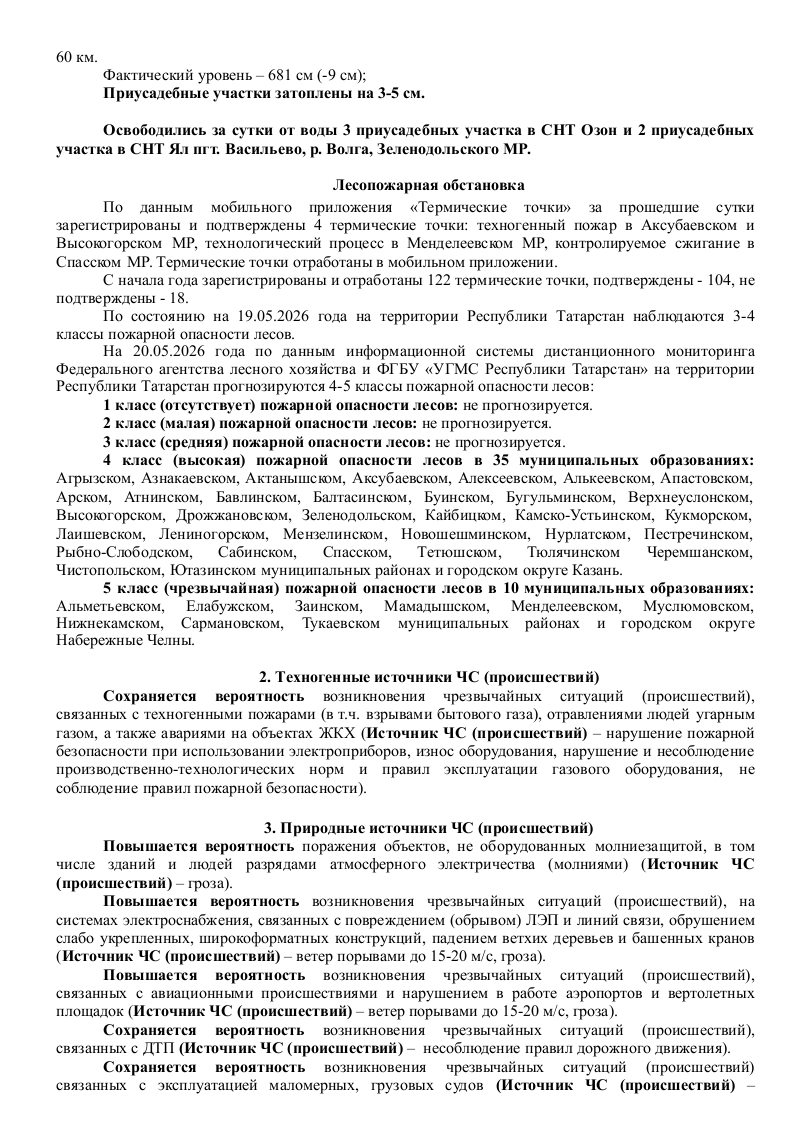 60 км.
Фактический уровень – 681 см (-9 см);
Приусадебные участки затоплены на 3-5 см.
Освободились за сутки от воды 3 приусадебных участка в СНТ Озон и 2 приусадебных
участка в СНТ Ял пгт. Васильево, р. Волга, Зеленодольского МР.
Лесопожарная обстановка
По данным мобильного приложения «Термические точки» за прошедшие сутки
зарегистрированы и подтверждены 4 термические точки: техногенный пожар в Аксубаевском и
Высокогорском МР, технологический процесс в Менделеевском МР, контролируемое сжигание в
Спасском МР. Термические точки отработаны в мобильном приложении.
С начала года зарегистрированы и отработаны 122 термические точки, подтверждены - 104, не
подтверждены - 18.
По состоянию на 19.05.2026 года на территории Республики Татарстан наблюдаются 3-4
классы пожарной опасности лесов.
На 20.05.2026 года по данным информационной системы дистанционного мониторинга
Федерального агентства лесного хозяйства и ФГБУ «УГМС Республики Татарстан» на территории
Республики Татарстан прогнозируются 4-5 классы пожарной опасности лесов:
1 класс (отсутствует) пожарной опасности лесов: не прогнозируется.
2 класс (малая) пожарной опасности лесов: не прогнозируется.
3 класс (средняя) пожарной опасности лесов: не прогнозируется.
4 класс (высокая) пожарной опасности лесов в 35 муниципальных образованиях:
Агрызском, Азнакаевском, Актанышском, Аксубаевском, Алексеевском, Алькеевском, Апастовском,
Арском, Атнинском, Бавлинском, Балтасинском, Буинском, Бугульминском, Верхнеуслонском,
Высокогорском, Дрожжановском, Зеленодольском, Кайбицком, Камско-Устьинском, Кукморском,
Лаишевском, Лениногорском, Мензелинском, Новошешминском, Нурлатском, Пестречинском,
Рыбно-Слободском, Сабинском, Спасском, Тетюшском, Тюлячинском Черемшанском,
Чистопольском, Ютазинском муниципальных районах и городском округе Казань.
5 класс (чрезвычайная) пожарной опасности лесов в 10 муниципальных образованиях:
Альметьевском, Елабужском, Заинском, Мамадышском, Менделеевском, Муслюмовском,
Нижнекамском, Сармановском, Тукаевском муниципальных районах и городском округе
Набережные Челны.
2. Техногенные источники ЧС (происшествий)
Сохраняется вероятность возникновения чрезвычайных ситуаций (происшествий),
связанных с техногенными пожарами (в т.ч. взрывами бытового газа), отравлениями людей угарным
газом, а также авариями на объектах ЖКХ (Источник ЧС (происшествий) – нарушение пожарной
безопасности при использовании электроприборов, износ оборудования, нарушение и несоблюдение
производственно-технологических норм и правил эксплуатации газового оборудования, не
соблюдение правил пожарной безопасности).
3. Природные источники ЧС (происшествий)
Повышается вероятность поражения объектов, не оборудованных молниезащитой, в том
числе зданий и людей разрядами атмосферного электричества (молниями) (Источник ЧС
(происшествий) – гроза).
Повышается вероятность возникновения чрезвычайных ситуаций (происшествий), на
системах электроснабжения, связанных с повреждением (обрывом) ЛЭП и линий связи, обрушением
слабо укрепленных, широкоформатных конструкций, падением ветхих деревьев и башенных кранов
(Источник ЧС (происшествий) – ветер порывами до 15-20 м/с, гроза).
Повышается вероятность возникновения чрезвычайных ситуаций (происшествий),
связанных с авиационными происшествиями и нарушением в работе аэропортов и вертолетных
площадок (Источник ЧС (происшествий) – ветер порывами до 15-20 м/с, гроза).
Сохраняется вероятность возникновения чрезвычайных ситуаций (происшествий),
связанных с ДТП (Источник ЧС (происшествий) – несоблюдение правил дорожного движения).
Сохраняется вероятность возникновения чрезвычайных ситуаций (происшествий)
связанных с эксплуатацией маломерных, грузовых судов (Источник ЧС (происшествий) –